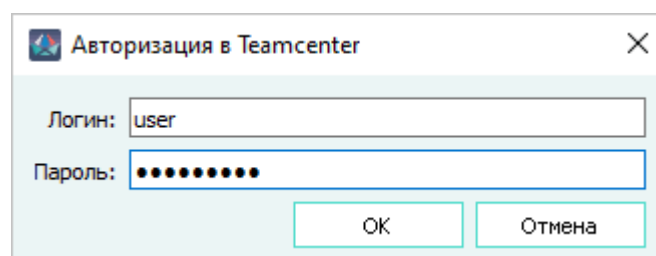 Авторизация в Teamcenter
Логин: user
Пароль: •••••••••
OK Отмена